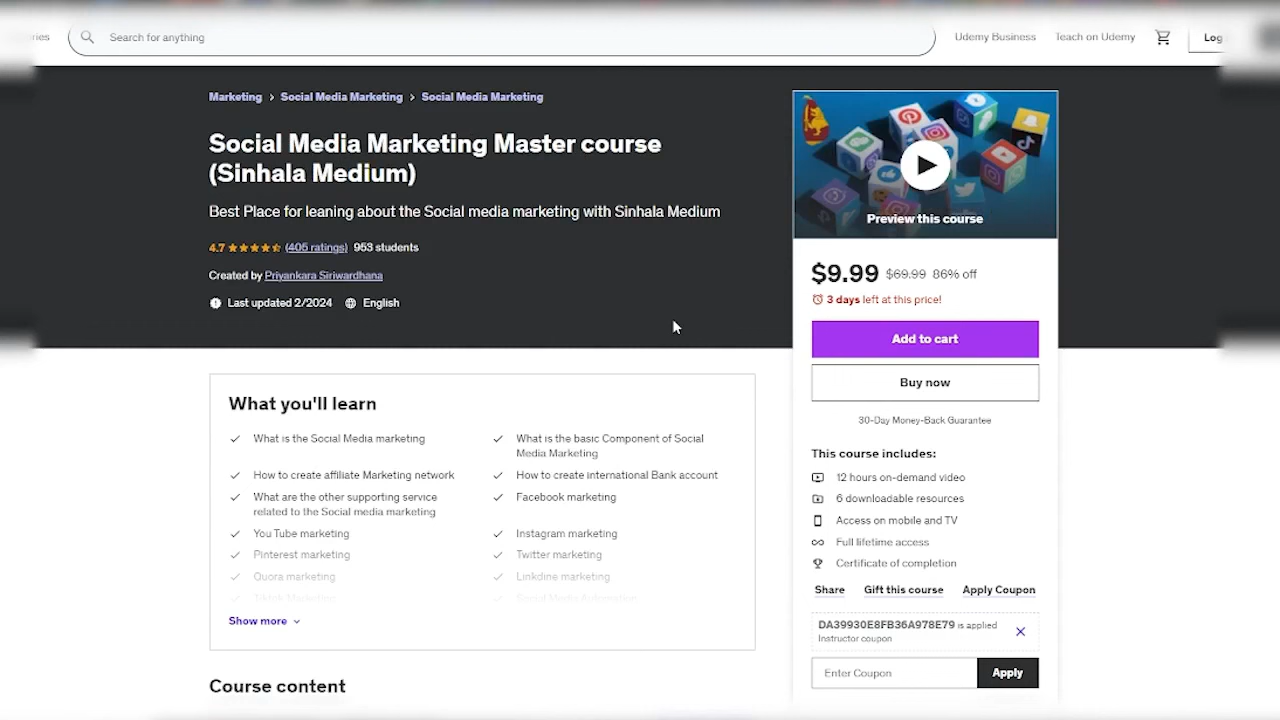 ries
Search for anything
Udemy Business
Teach on Udemy
Log
Marketing > Social Media Marketing > Social Media Marketing
Social Media Marketing Master course
(Sinhala Medium)
Best Place for leaning about the Social media marketing with Sinhala Medium
4.7 (405 ratings) 953 students
Created by Priyankara Siriwardhana
Last updated 2/2024 English
Preview this course
$9.99 $69.99 86% off
3 days left at this price!
Add to cart
Buy now
30-Day Money-Back Guarantee
This course includes:
12 hours on-demand video
6 downloadable resources
Access on mobile and TV
Full lifetime access
Certificate of completion
Share Gift this course Apply Coupon
DA39930E8FB36A978E79 is applied
Instructor coupon
Enter Coupon Apply
What you'll learn
What is the Social Media marketing
What is the basic Component of Social
Media Marketing
How to create affiliate Marketing network
How to create international Bank account
What are the other supporting service
related to the Social media marketing
Facebook marketing
You Tube marketing
Instagram marketing
Pinterest marketing
Twitter marketing
Quora marketing
Linkdine marketing
Tiktok Marketing
Social Media Automation
Show more
Course content